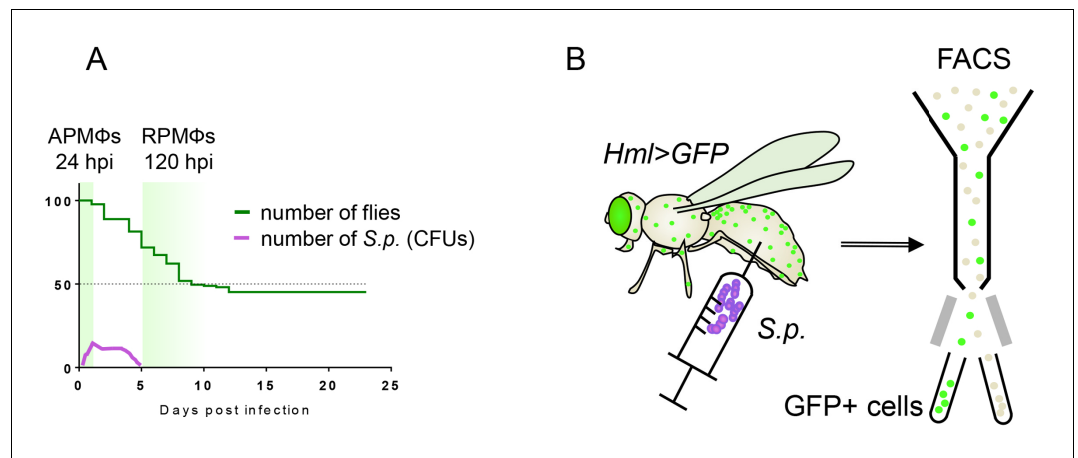 A
APMΦs
24 hpi
RPMΦs
120 hpi
100
50
0
0 5 10 15 20 25
Days post infection
number of flies
number of S.p. (CFUs)
B
Hml>GFP
S.p.
FACS
GFP+ cells